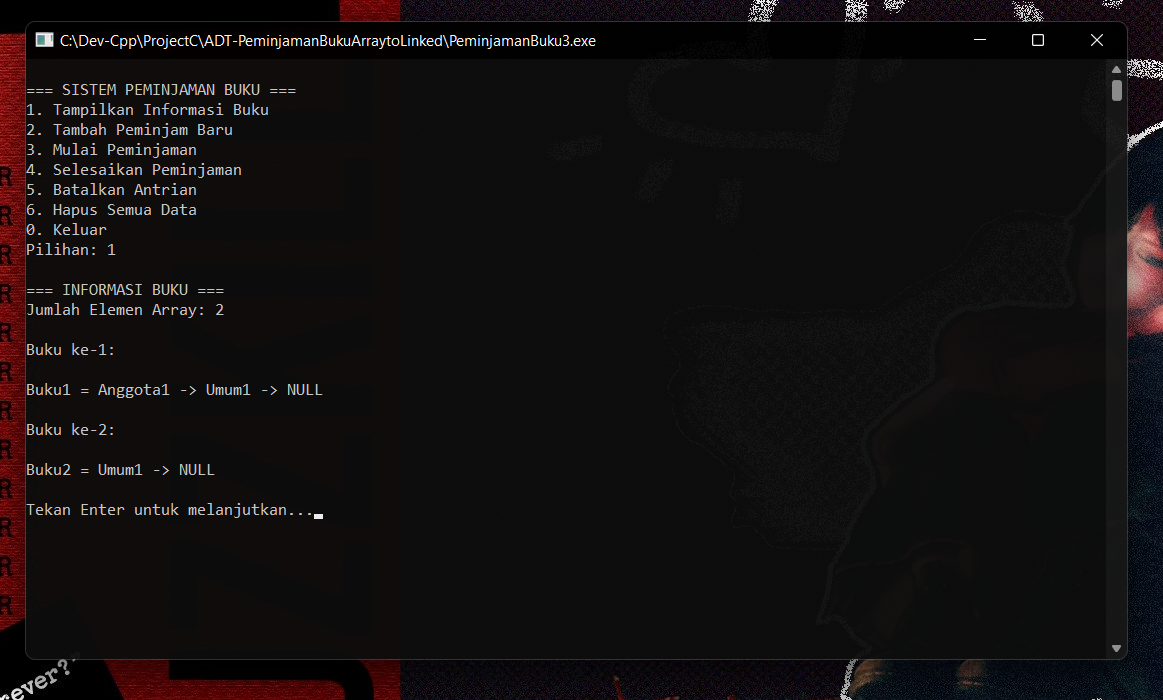 C:\Dev-Cpp\ProjectC\ADT-PeminjamanBukuArraytoLinked\PeminjamanBuku3.exe
=== SISTEM PEMINJAMAN BUKU ===
1. Tampilkan Informasi Buku
2. Tambah Peminjam Baru
3. Mulai Peminjaman
4. Selesaikan Peminjaman
5. Batalkan Antrian
6. Hapus Semua Data
0. Keluar
Pilihan: 1
=== INFORMASI BUKU ===
Jumlah Elemen Array: 2
Buku ke-1:
Buku1 = Anggota1 -> Umum1 -> NULL
Buku ke-2:
Buku2 = Umum1 -> NULL
Tekan Enter untuk melanjutkan...